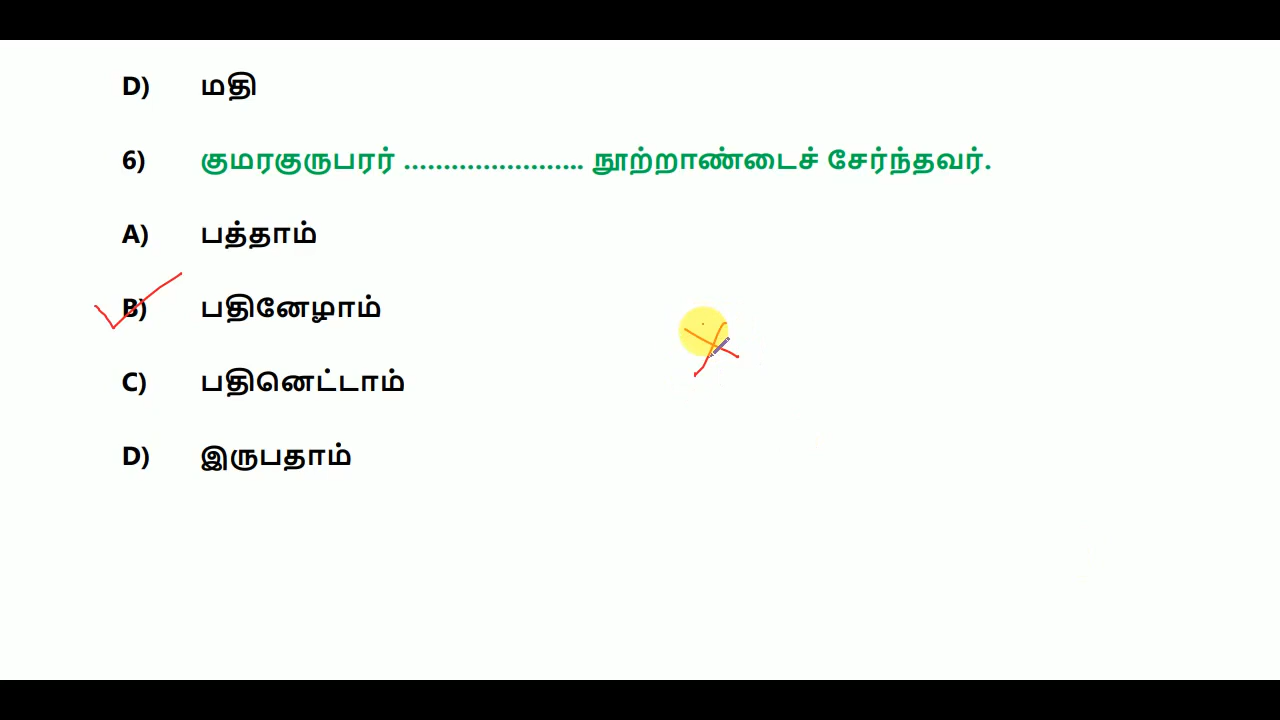 D) மதி
6) குமரகுருபரர் ...................... நூற்றாண்டைச் சேர்ந்தவர்.
A) பத்தாம்
B) பதினேழாம்
C) பதினெட்டாம்
D) இருபதாம்